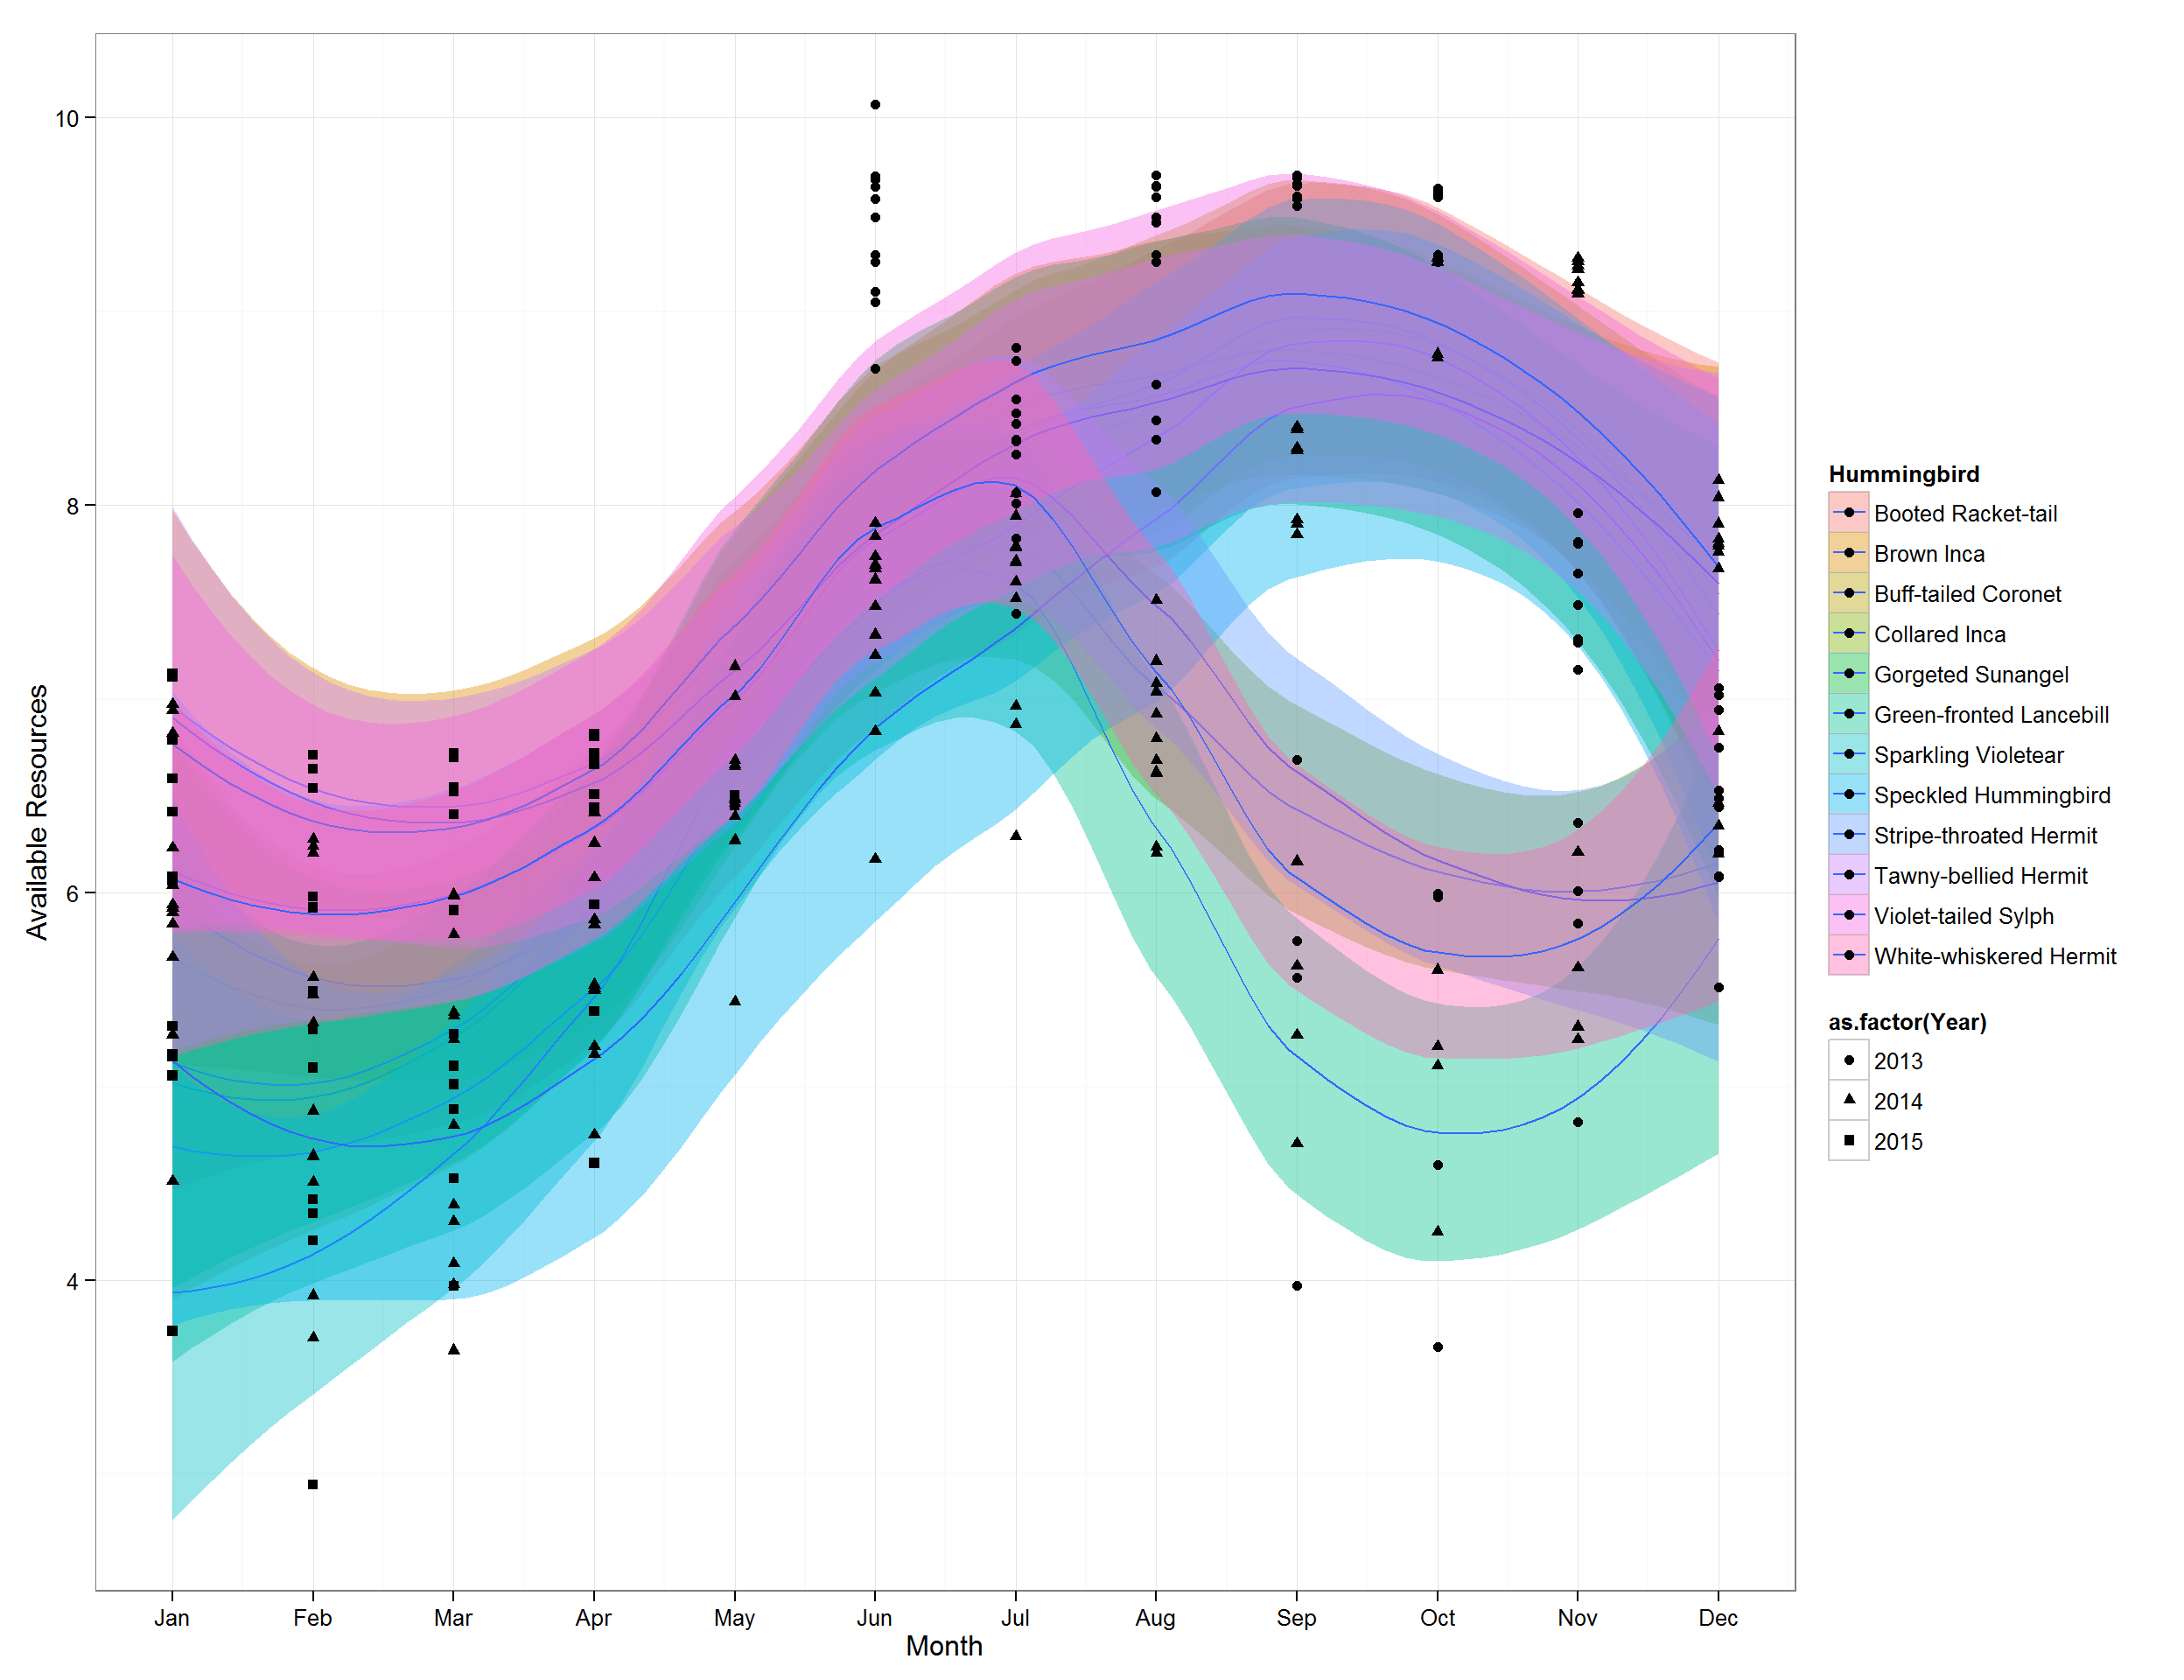 10
8
6
4
Available Resources
Jan Feb Mar Apr May Jun Jul Aug Sep Oct Nov Dec
Month
Hummingbird
Booted Racket-tail
Brown Inca
Buff-tailed Coronet
Collared Inca
Gorgeted Sunangel
Green-fronted Lancebill
Sparkling Violetear
Speckled Hummingbird
Stripe-throated Hermit
Tawny-bellied Hermit
Violet-tailed Sylph
White-whiskered Hermit
as.factor(Year)
2013
2014
2015